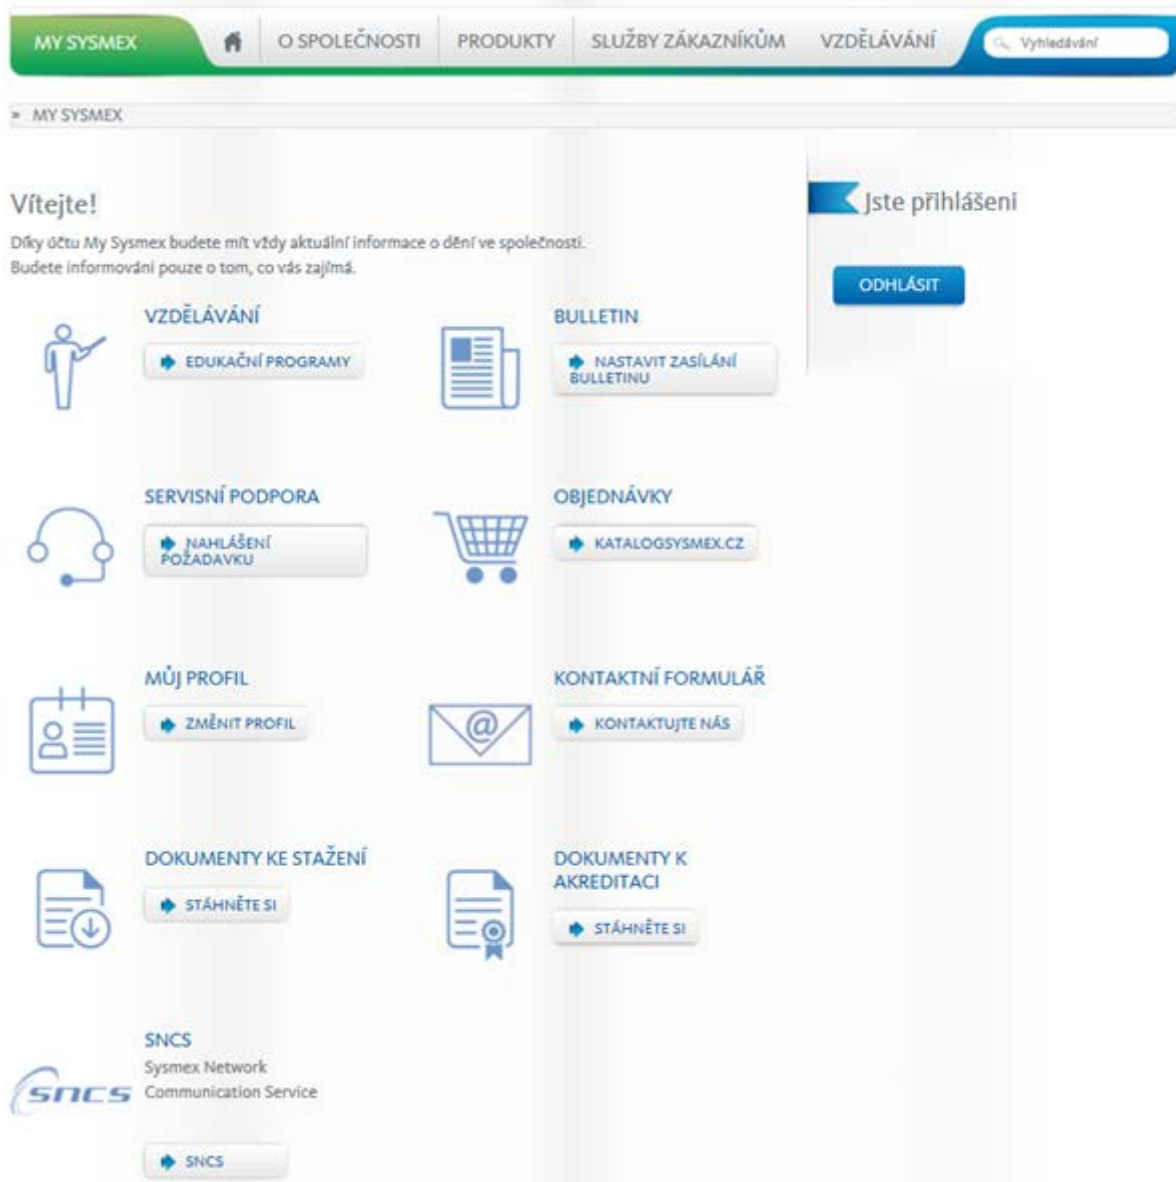 MY SYSMEX
O SPOLEČNOSTI
PRODUKTY
SLUŽBY ZÁKAZNÍKŮM
VZDĚLÁVÁNÍ
Vyhledávání
» MY SYSMEX
Vítejte!
Díky účtu My Sysmex budete mít vždy aktuální informace o dění ve společnosti.
Budete informováni pouze o tom, co vás zajímá.
Jste přihlášeni
ODHLÁSIT
VZDĚLÁVÁNÍ
EDUKAČNÍ PROGRAMY
BULLETIN
NASTAVIT ZASÍLÁNÍ
BULLETINU
SERVISNÍ PODPORA
NAHLÁŠENÍ
POŽADAVKU
OBJEDNÁVKY
KATALOGSYSMEX.CZ
MŮJ PROFIL
ZMĚNIT PROFIL
KONTAKTNÍ FORMULÁŘ
@
KONTAKTUJTE NÁS
DOKUMENTY KE STAŽENÍ
STÁHNĚTE SI
DOKUMENTY K
AKREDITACI
STÁHNĚTE SI
SNCS
Sysmex Network
Communication Service
sncs
SNCS